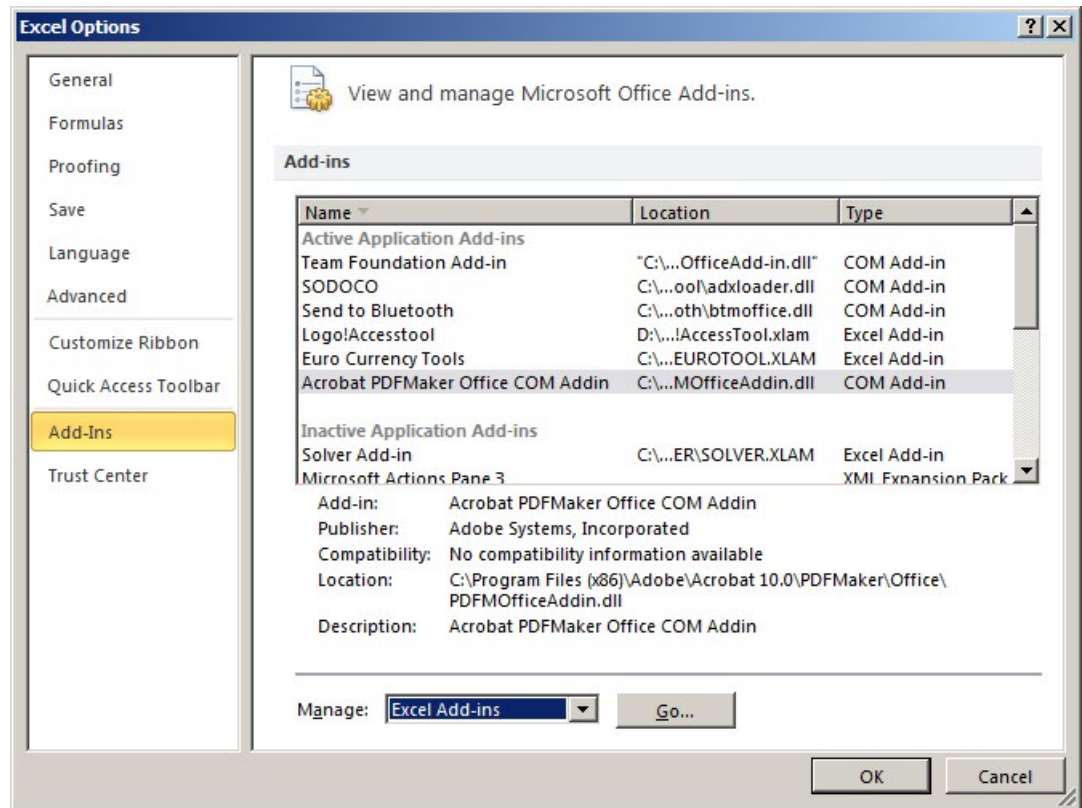 Excel Options
General
Formulas
Proofing
Save
Language
Advanced
Customize Ribbon
Quick Access Toolbar
Add-Ins
Trust Center
View and manage Microsoft Office Add-ins.
Add-ins
Name Location Type
Active Application Add-ins
Team Foundation Add-in "C:\...OfficeAdd-in.dll" COM Add-in
SODOCO C:\...ool\adxloader.dll COM Add-in
Send to Bluetooth C:\...oth\btmoffice.dll COM Add-in
Logo!Accesstool D:\...!AccessTool.xlam Excel Add-in
Euro Currency Tools C:\...EUROTOOL.XLAM Excel Add-in
Acrobat PDFMaker Office COM Addin C:\...MOfficeAddin.dll COM Add-in
Inactive Application Add-ins
Solver Add-in C:\...ER\SOLVER.XLAM Excel Add-in
Microsoft Actions Pane 3 XML Expansion Pack
Add-in: Acrobat PDFMaker Office COM Addin
Publisher: Adobe Systems, Incorporated
Compatibility: No compatibility information available
Location: C:\Program Files (x86)\Adobe\Acrobat 10.0\PDFMaker\Office\
PDFMOfficeAddin.dll
Description: Acrobat PDFMaker Office COM Addin
Manage: Excel Add-ins Go...
OK Cancel